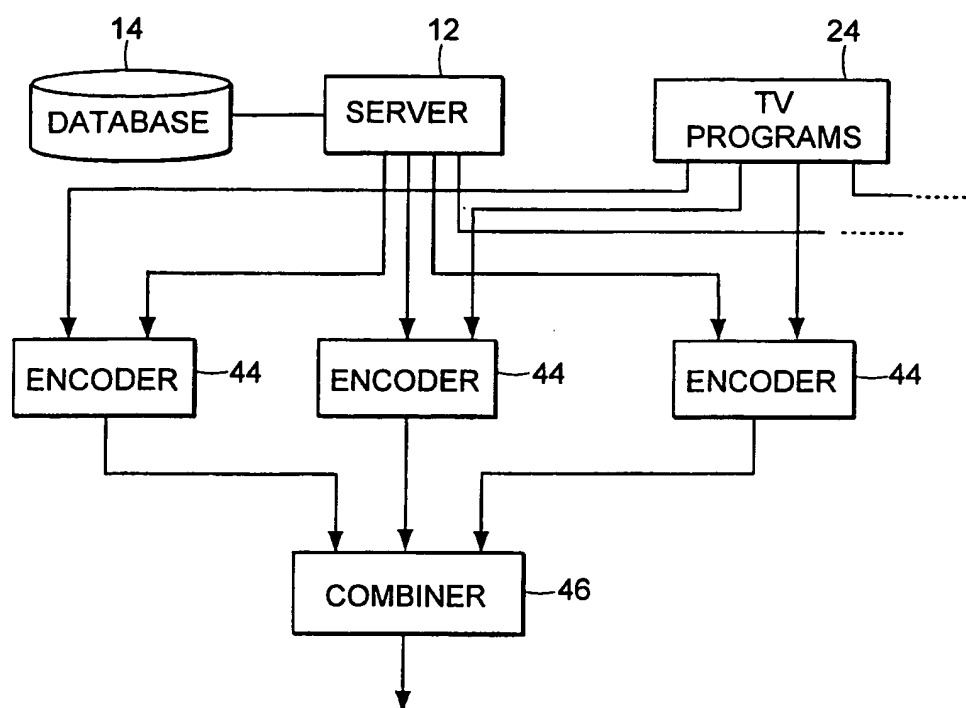 14
12
24
DATABASE
SERVER
TV
PROGRAMS
ENCODER
44
ENCODER
44
ENCODER
44
COMBINER
46